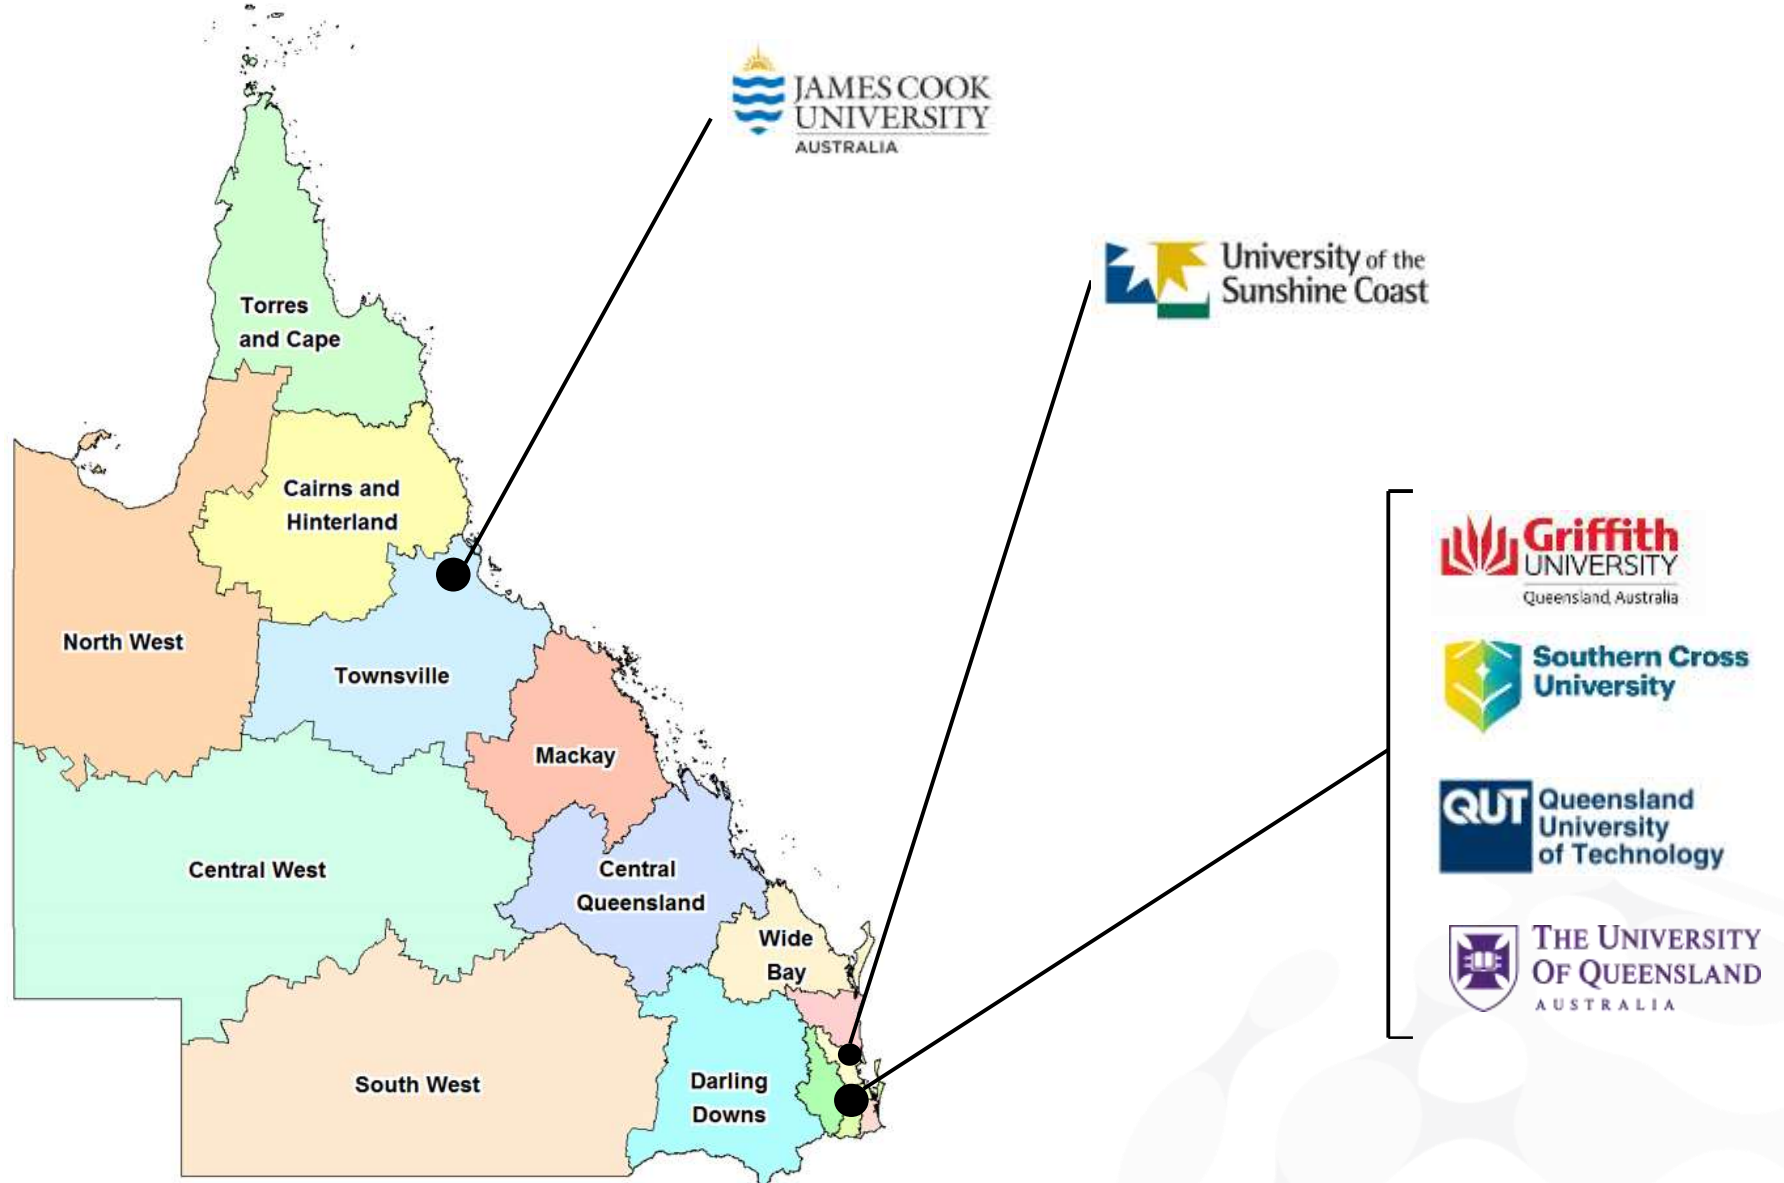 JAMES COOK
UNIVERSITY
AUSTRALIA
University of the
Sunshine Coast
Torres
and Cape
Cairns and
Hinterland
North West
Townsville
Mackay
Central West
Central
Queensland
Wide
Bay
South West
Darling
Downs
Griffith
UNIVERSITY
Queensland, Australia
Southern Cross
University
QUT
Queensland
University
of Technology
THE UNIVERSITY
OF QUEENSLAND
AUSTRALIA